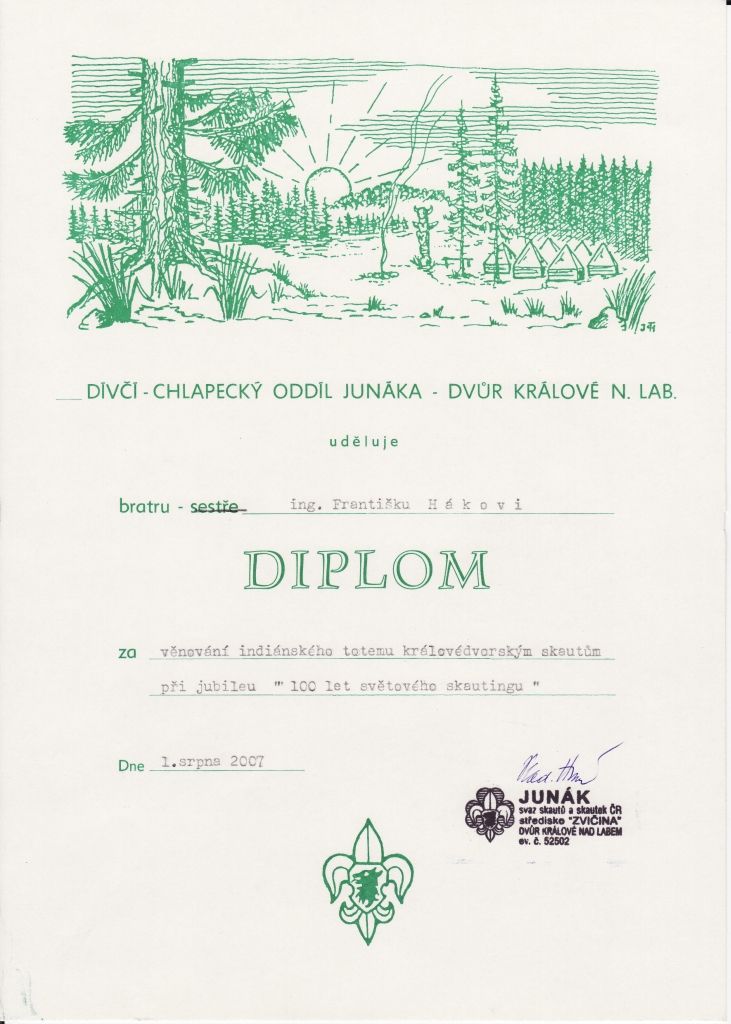 DÍVČÍ - CHLAPECKÝ ODDÍL JUNÁKA - DVŮR KRÁLOVÉ N. LAB.
uděluje
bratru - sestře ing. Františku H á k o v i
DIPLOM
za věnování indiánského totemu královédvorským skautům
při jubileu " 100 let světového skautingu "
Dne 1.srpna 2007
JUNÁK
svaz skautů a skautek ČR
středisko "ZVIČINA"
DVŮR KRÁLOVÉ NAD LABEM
ev. č. 52502